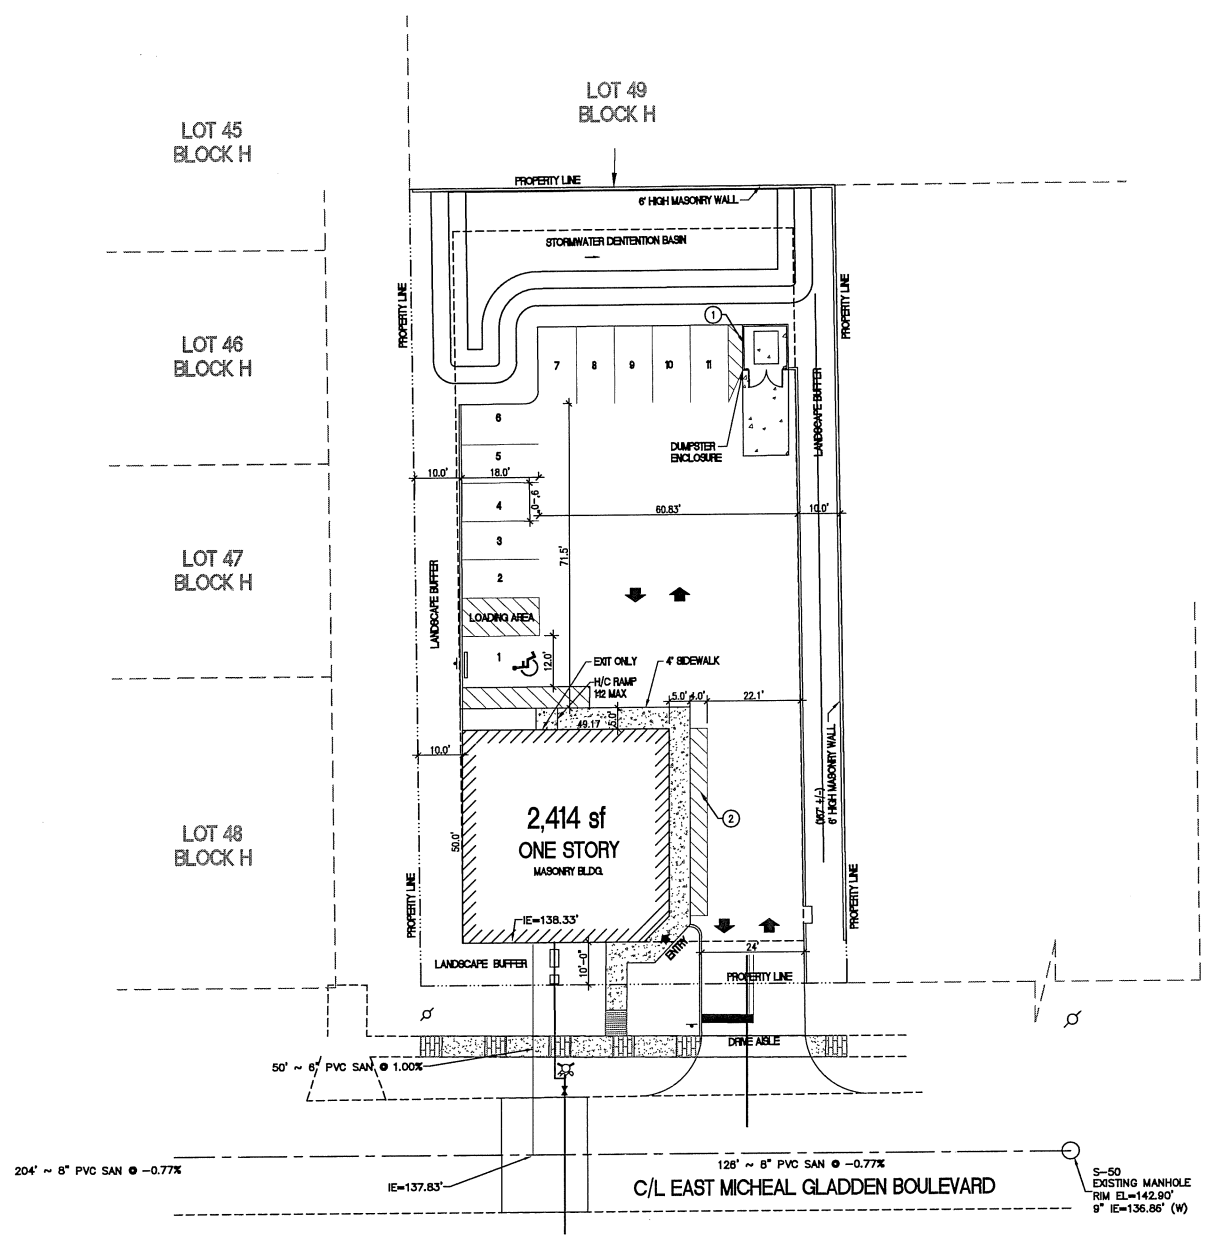 LOT 49
BLOCK H
LOT 45
BLOCK H
PROPERTY LINE
6' HIGH MASONRY WALL
STORMWATER DENTENTION BASIN
PROPERTY LINE
PROPERTY LINE
1
LOT 46
BLOCK H
7
8
9
10
11
LANDSCAPE BUFFER
6
DUMPSTER
ENCLOSURE
5
10.0'
18.0'
4
9'-0"
60.83'
10.0'
3
LOT 47
BLOCK H
71.5'
2
LANDSCAPE BUFFER
LOADING AREA
1
12.0'
EXIT ONLY
4" SIDEWALK
H/C RAMP
1:12 MAX
5.0'
4.0'
22.1'
49.17
5.0'
10.0'
6' HIGH MASONRY WALL
(167' +/-)
2,414 sf
ONE STORY
MASONRY BLDG.
2
50.0'
LOT 48
BLOCK H
PROPERTY LINE
PROPERTY LINE
IE=138.33'
ENTRY
24'
LANDSCAPE BUFFER
10'-0"
PROPERTY LINE
DRIVE AISLE
50' ~ 6" PVC SAN @ 1.00%
204' ~ 8" PVC SAN @ -0.77%
128' ~ 8" PVC SAN @ -0.77%
IE=137.83'
C/L EAST MICHEAL GLADDEN BOULEVARD
S-50
EXISTING MANHOLE
RIM EL=142.90'
9" IE=136.86' (W)